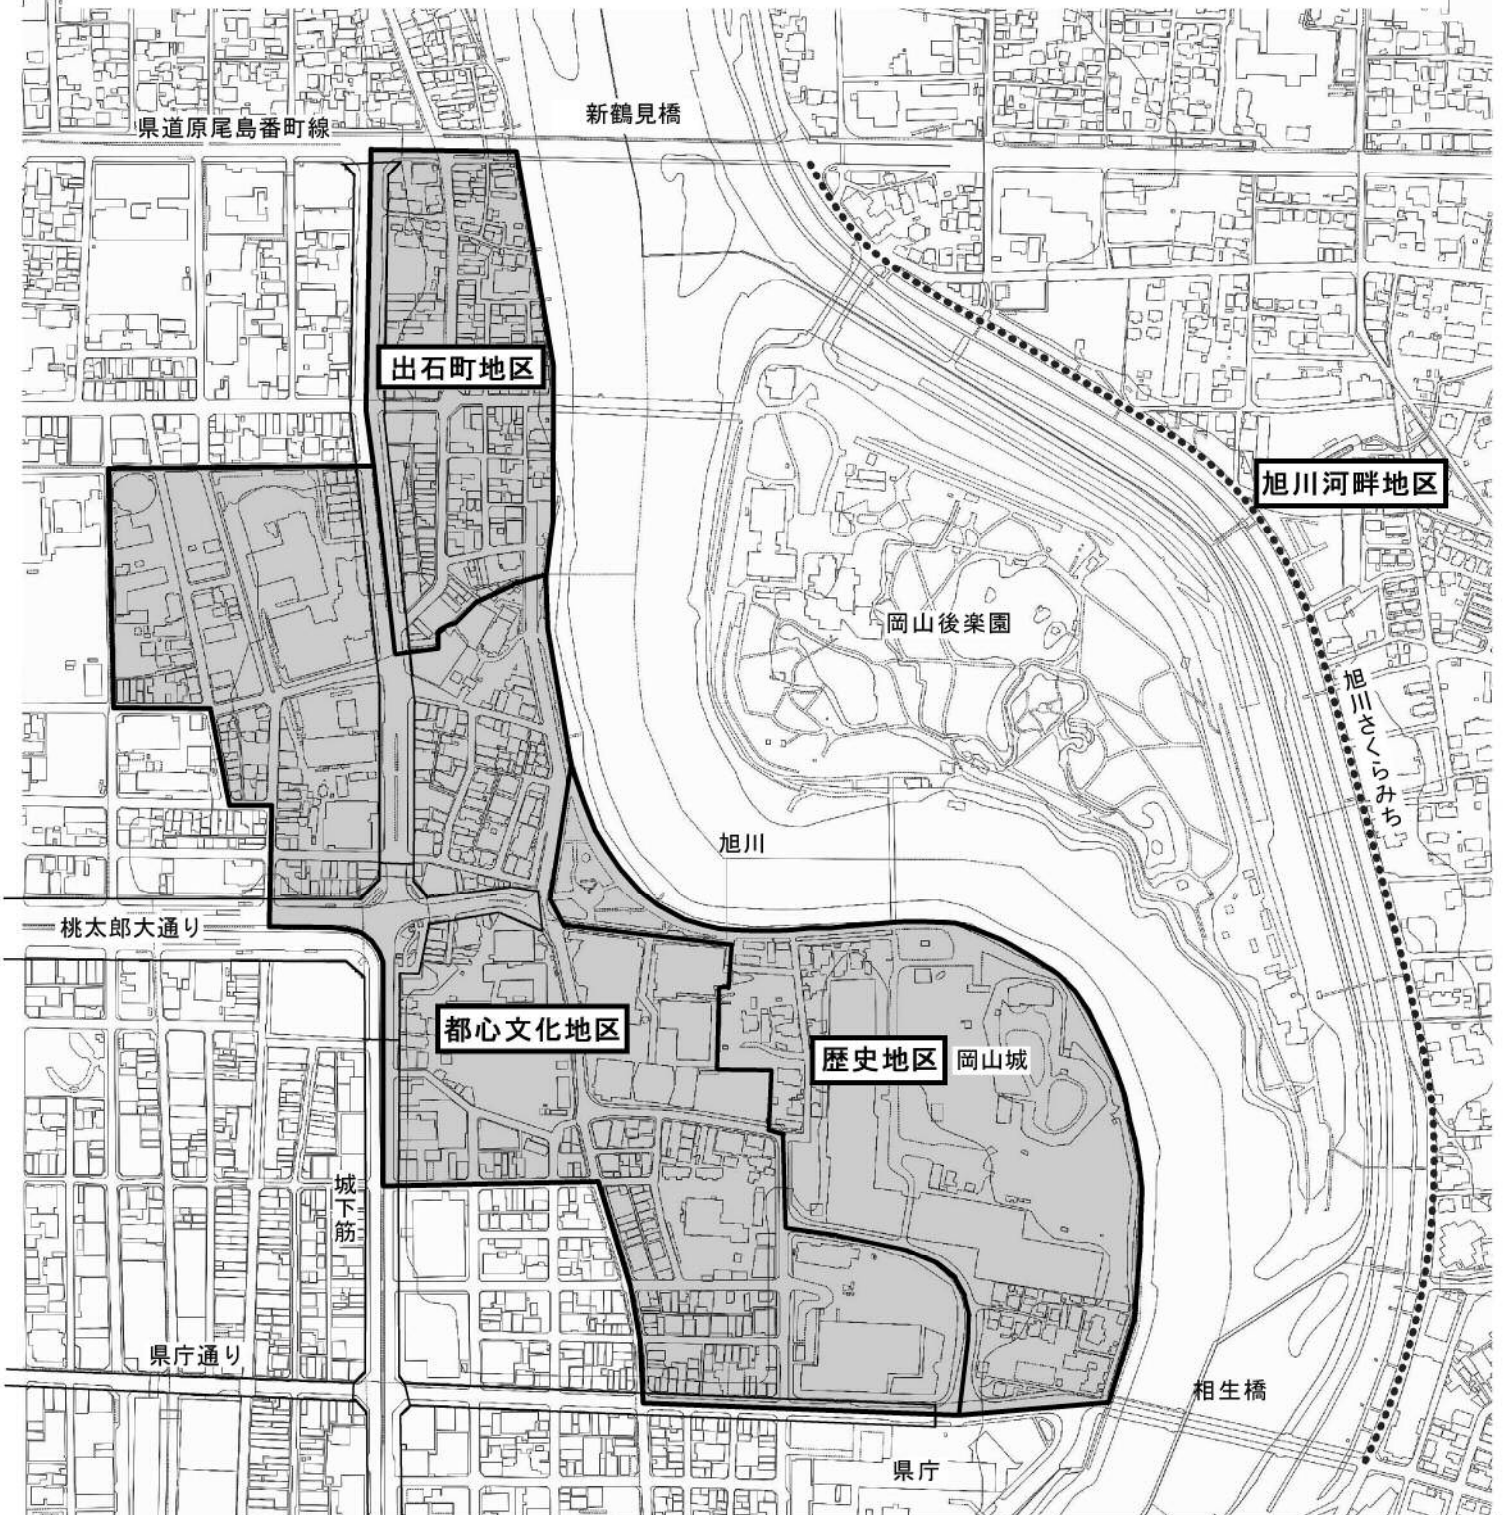 新鶴見橋
県道原尾島番町線
出石町地区
旭川河畔地区
岡山後楽園
旭川さくらみち
旭川
桃太郎大通り
都心文化地区
歴史地区
岡山城
城下筋
県庁通り
相生橋
県庁